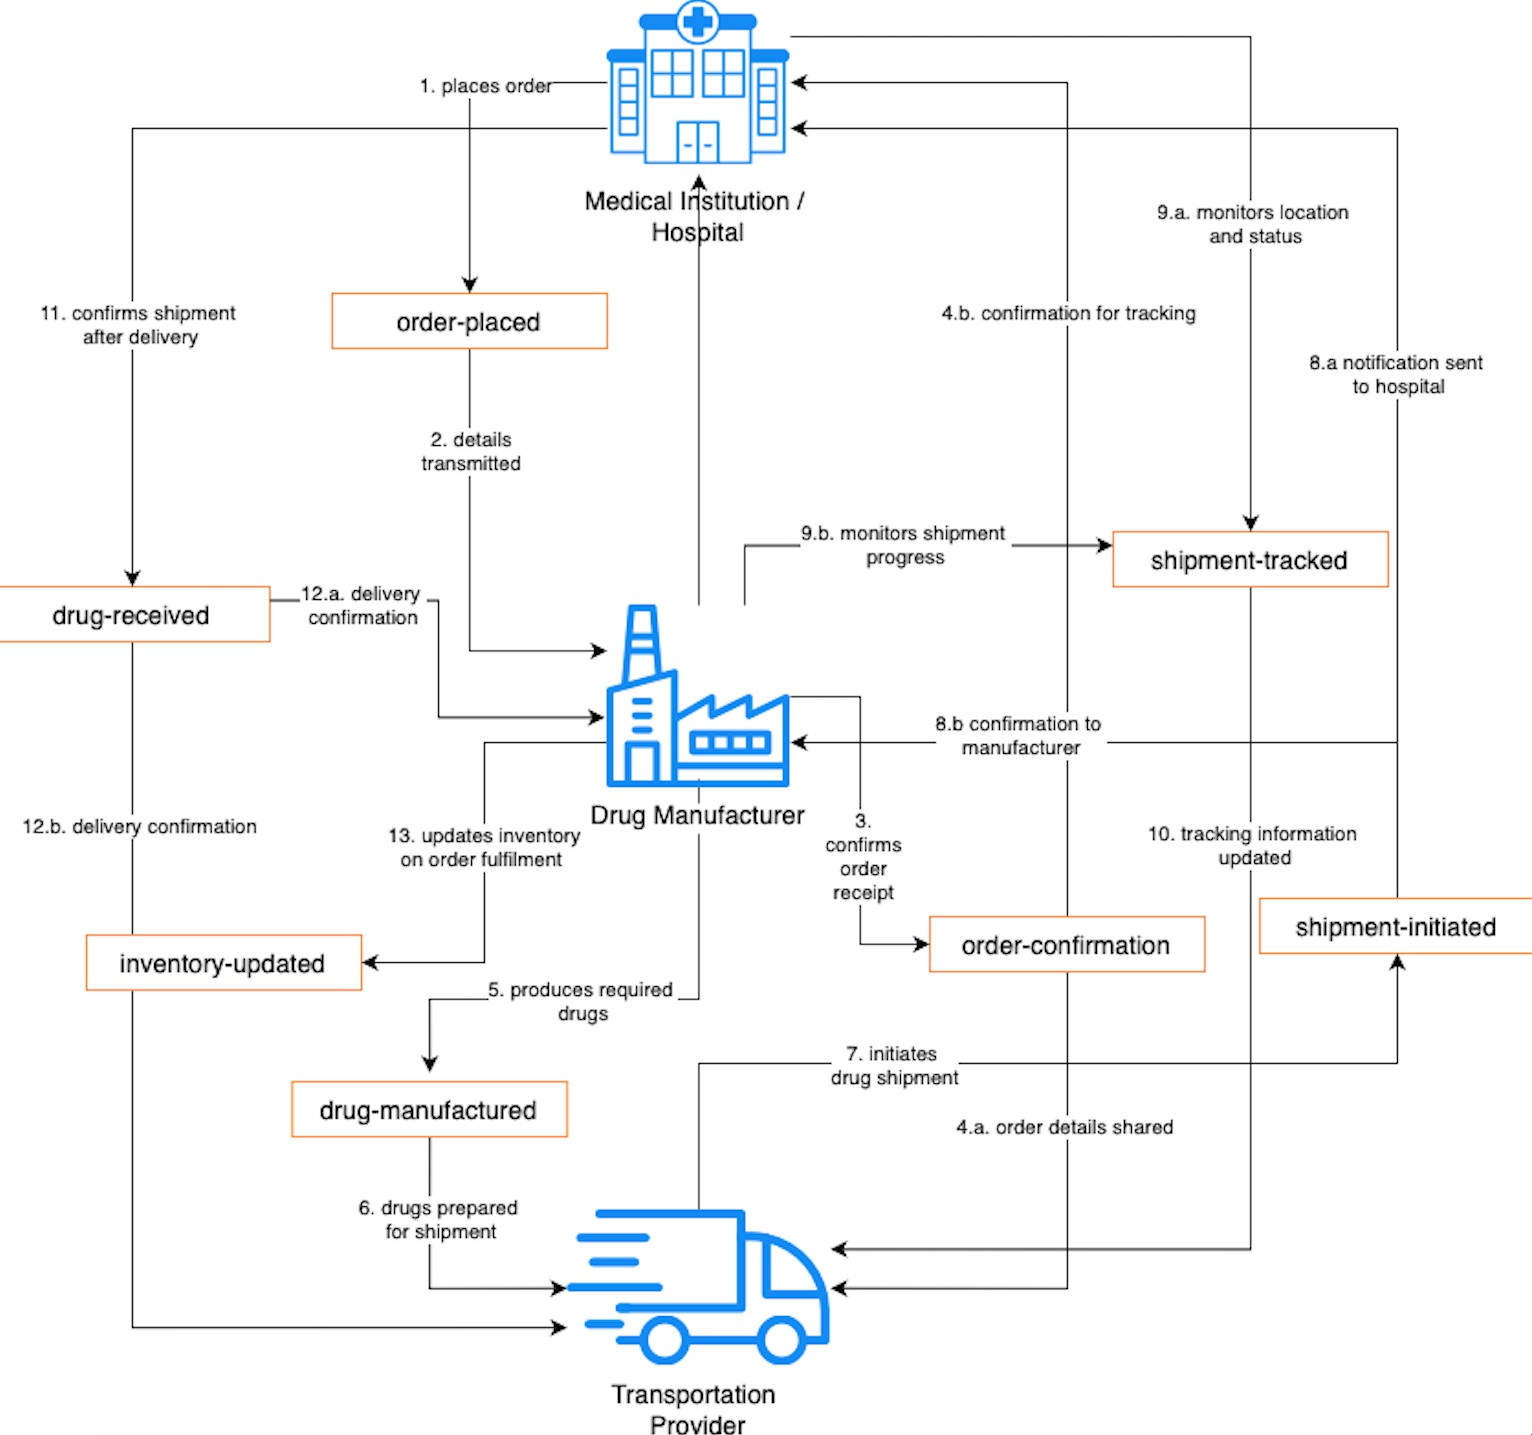 1. places order
Medical Institution /
Hospital
9.a. monitors location
and status
11. confirms shipment
after delivery
order-placed
4.b. confirmation for tracking
8.a notification sent
to hospital
2. details
transmitted
9.b. monitors shipment
progress
shipment-tracked
drug-received
12.a. delivery
confirmation
8.b confirmation to
manufacturer
Drug Manufacturer
12.b. delivery confirmation
13. updates inventory
on order fulfilment
3.
confirms
order
receipt
10. tracking information
updated
shipment-initiated
order-confirmation
inventory-updated
5. produces required
drugs
7. initiates
drug shipment
drug-manufactured
4.a. order details shared
6. drugs prepared
for shipment
Transportation
Provider